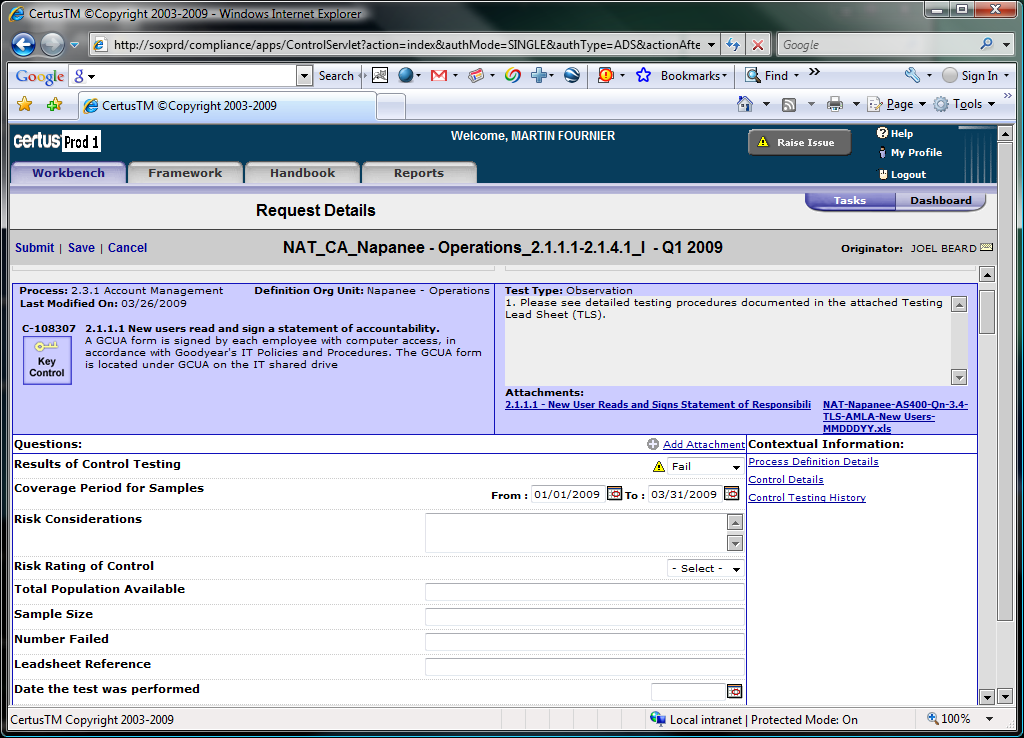 CertusTM ©Copyright 2003-2009 - Windows Internet Explorer
http://soxprd/compliance/apps/ControlServlet?action=index&authMode=SINGLE&authType=ADS&actionAfte
Google
Google Search Bookmarks Find » Sign In
CertusTM ©Copyright 2003-2009
Page Tools »
certus Prod 1
Welcome, MARTIN FOURNIER
Raise Issue
Help
My Profile
Logout
Workbench Framework Handbook Reports
Request Details
Tasks Dashboard
Submit | Save | Cancel
NAT_CA_Napanee - Operations_2.1.1.1-2.1.4.1_I - Q1 2009
Originator: JOEL BEARD
Process: 2.3.1 Account Management
Definition Org Unit: Napanee - Operations
Last Modified On: 03/26/2009
C-108307
2.1.1.1 New users read and sign a statement of accountability.
A GCUA form is signed by each employee with computer access, in
accordance with Goodyear's IT Policies and Procedures. The GCUA form
is located under GCUA on the IT shared drive
Key
Control
Test Type: Observation
1. Please see detailed testing procedures documented in the attached Testing
Lead Sheet (TLS).
Attachments:
2.1.1.1 - New User Reads and Signs Statement of Responsibili
NAT-Napanee-AS400-Qn-3.4-
TLS-AMLA-New Users-
MMDDDYY.xls
Questions:
Add Attachment
Contextual Information:
Results of Control Testing
Fail
Process Definition Details
Coverage Period for Samples
From : 01/01/2009 To : 03/31/2009
Control Details
Control Testing History
Risk Considerations
Risk Rating of Control
- Select -
Total Population Available
Sample Size
Number Failed
Leadsheet Reference
Date the test was performed
CertusTM Copyright 2003-2009
Local intranet | Protected Mode: On
100%